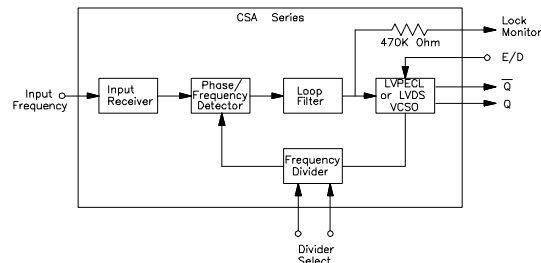 CSA Series
Lock
Monitor
470K Ohm
E/D
Input
Frequency
Input
Receiver
Phase/
Frequency
Detector
Loop
Filter
LVPECL
or LVDS
VCSO
Q
Q
Frequency
Divider
Divider
Select